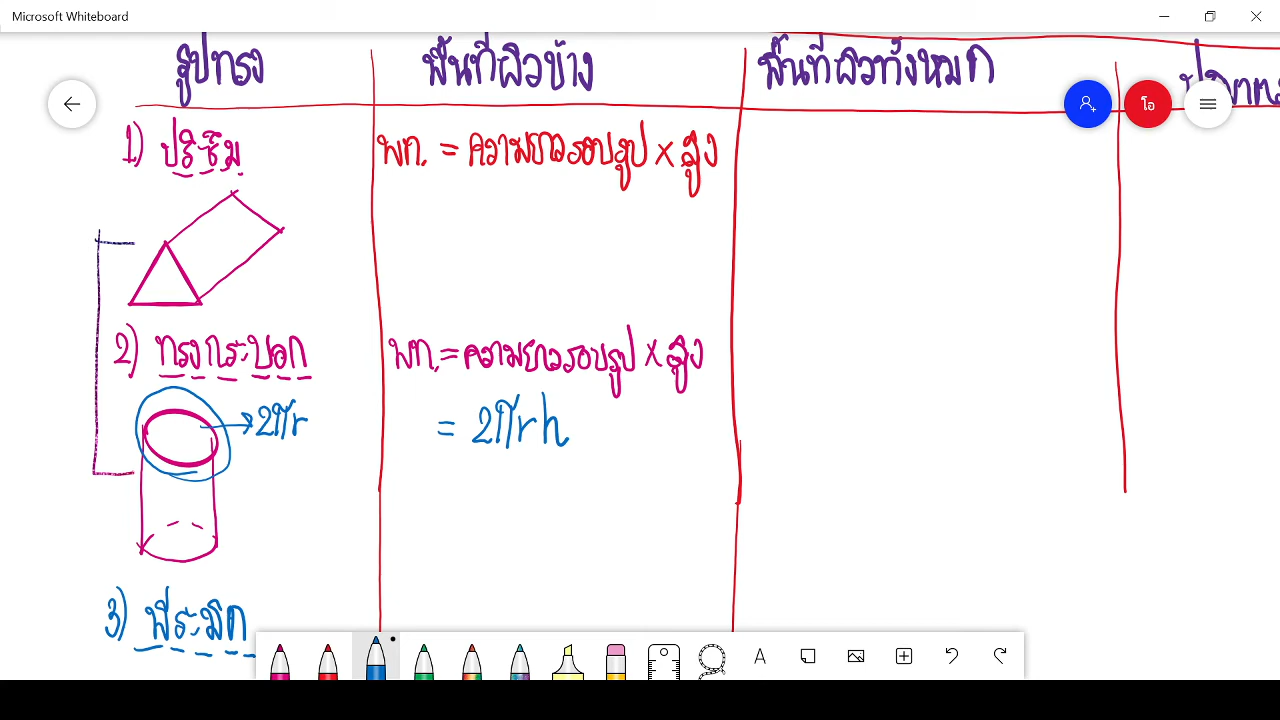 Microsoft Whiteboard
รูปทรง พื้นที่ผิวข้าง พื้นที่ผิวทั้งหมด
โอ
1) ปริซึม พท. = ความยาวรอบรูป × สูง
2) ทรงกระบอก พท. = ความยาวรอบรูป × สูง
2πr = 2πrh
3) พีระมิด
A